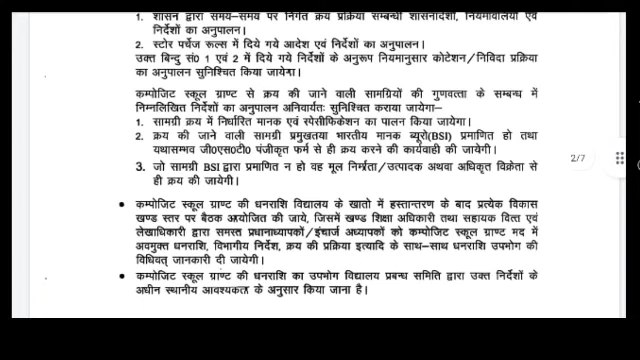 1. शासन द्वारा समय-समय पर निर्गत क्रय प्रक्रिया सम्बन्धी शासनादेशों, नियमावलियों एवं
निर्देशों का अनुपालन।
2. स्टोर पर्चेज रूल्स में दिये गये आदेश एवं निर्देशों का अनुपालन।
उक्त बिन्दु सं0 1 एवं 2 में दिये गये निर्देशों के अनुरूप नियमानुसार कोटेशन/निविदा प्रक्रिया
का अनुपालन सुनिश्चित किया जायेगा।
कम्पोजिट स्कूल ग्राण्ट से क्रय की जाने वाली सामग्रियों की गुणवत्ता के सम्बन्ध में
निम्नलिखित निर्देशों का अनुपालन अनिवार्यतः सुनिश्चित कराया जायेगा-
1. सामग्री क्रय में निर्धारित मानक एवं स्पेसीफिकेशन का पालन किया जायेगा।
2. क्रय की जाने वाली सामग्री प्रमुखतया भारतीय मानक ब्यूरो(BSI) प्रमाणित हो तथा
यथासम्भव जी0एस0टी0 पंजीकृत फर्म से ही क्रय करने की कार्यवाही की जायेगी।
3. जो सामग्री BSI द्वारा प्रमाणित न हो वह मूल निर्माता/उत्पादक अथवा अधिकृत विक्रेता से
ही क्रय की जायेगी।
• कम्पोजिट स्कूल ग्राण्ट की धनराशि विद्यालय के खातो में हस्तान्तरण के बाद प्रत्येक विकास
खण्ड स्तर पर बैठक आयोजित की जाये, जिसमें खण्ड शिक्षा अधिकारी तथा सहायक वित्त एवं
लेखाधिकारी द्वारा समस्त प्रधानाध्यापकों/इंचार्ज अध्यापकों को कम्पोजिट स्कूल ग्राण्ट मद में
अवमुक्त धनराशि, विभागीय निर्देश, क्रय की प्रक्रिया इत्यादि के साथ-साथ धनराशि उपभोग की
विधिवत् जानकारी दी जायेगी।
• कम्पोजिट स्कूल ग्राण्ट की धनराशि का उपभोग विद्यालय प्रबन्ध समिति द्वारा उक्त निर्देशों के
अधीन स्थानीय आवश्यकता के अनुसार किया जाना है।
2/7